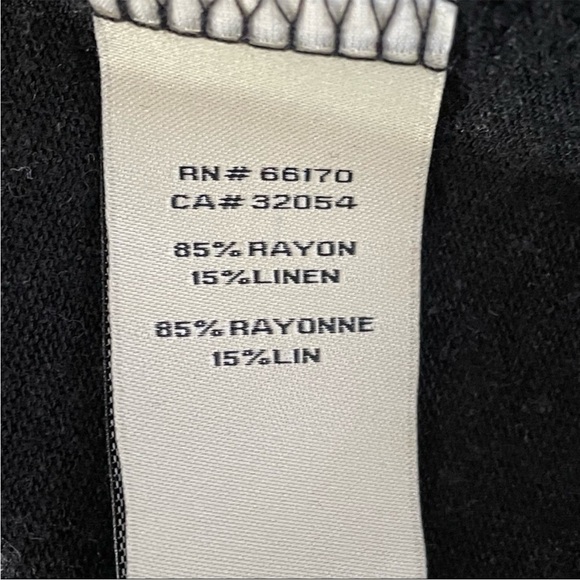 RN# 66170
CA# 32054
85% RAYON
15% LINEN
85% RAYONNE
15% LIN